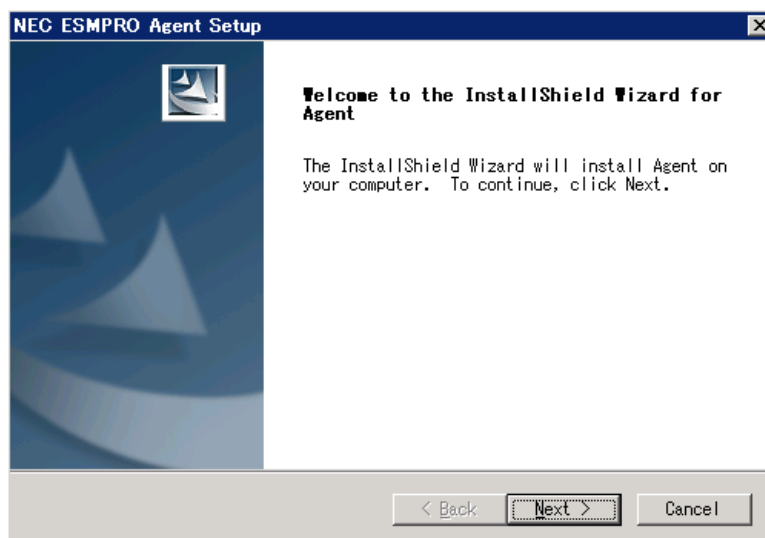 NEC ESMPRO Agent Setup
Welcome to the InstallShield Wizard for
Agent
The InstallShield Wizard will install Agent on
your computer.  To continue, click Next.
< Back
Next >
Cancel